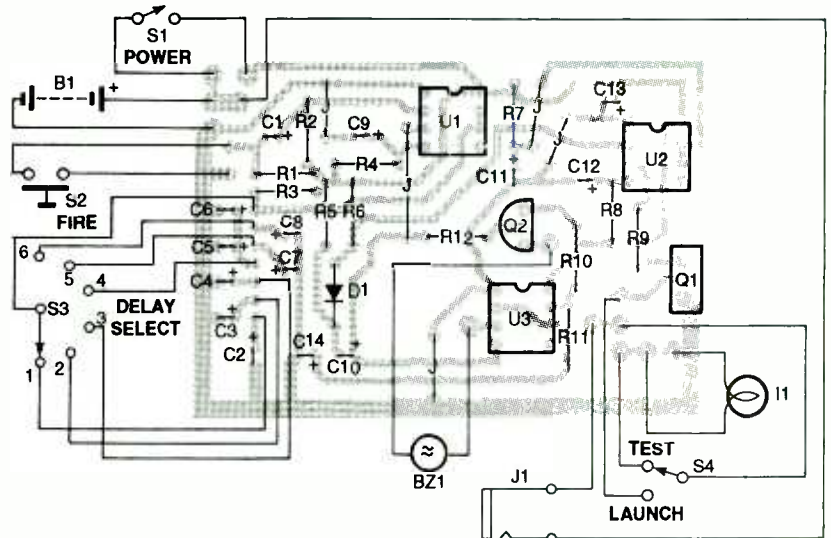 S1
POWER
B1
+
S2
FIRE
C1
+
R2
C9
+
J
U1
R7
J
J
C13
+
U2
R1
R3
R4
J
C11
+
C12
+
C6
+
C5
+
C4
+
C3
+
C2
+
C8
+
C7
+
R5
R6
R12
Q2
R8
R9
R10
Q1
D1
U3
R11
C14
+
C10
+
J
6
5
4
3
S3
DELAY
SELECT
1
2
I1
BZ1
J1
TEST
S4
LAUNCH